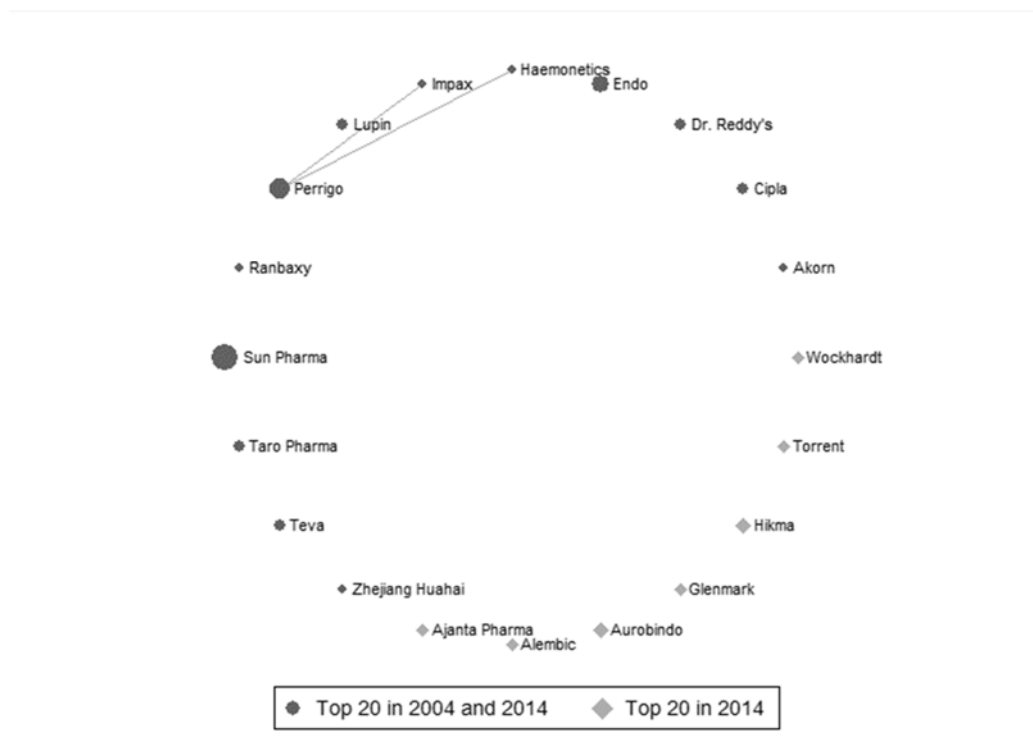 Haemonetics
Impax
Endo
Lupin
Dr. Reddy's
Perrigo
Cipla
Ranbaxy
Akorn
Sun Pharma
Wockhardt
Taro Pharma
Torrent
Teva
Hikma
Zhejiang Huahai
Glenmark
Ajanta Pharma
Aurobindo
Alembic
Top 20 in 2004 and 2014
Top 20 in 2014